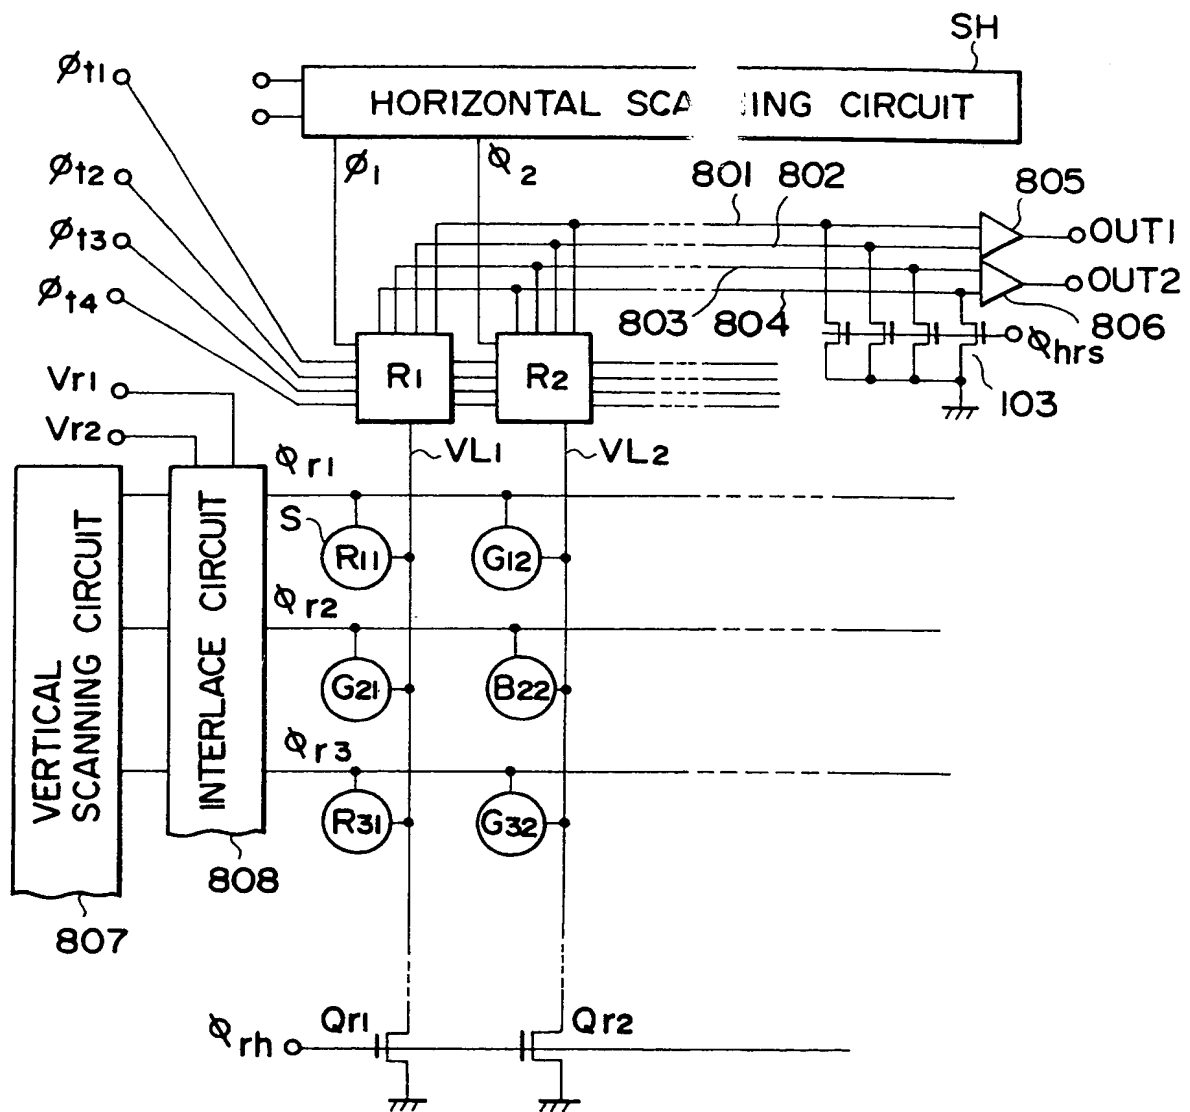 SH
HORIZONTAL SCA   ING CIRCUIT
φt1
φt2
φt3
φt4
φ1
φ2
801
802
805
OUT1
OUT2
803
804
806
φhrs
103
R1
R2
Vr1
Vr2
VL1
VL2
φr1
S
R11
G12
φr2
G21
B22
φr3
R31
G32
VERTICAL
SCANNING CIRCUIT
INTERLACE CIRCUIT
808
807
Qr1
Qr2
φrh